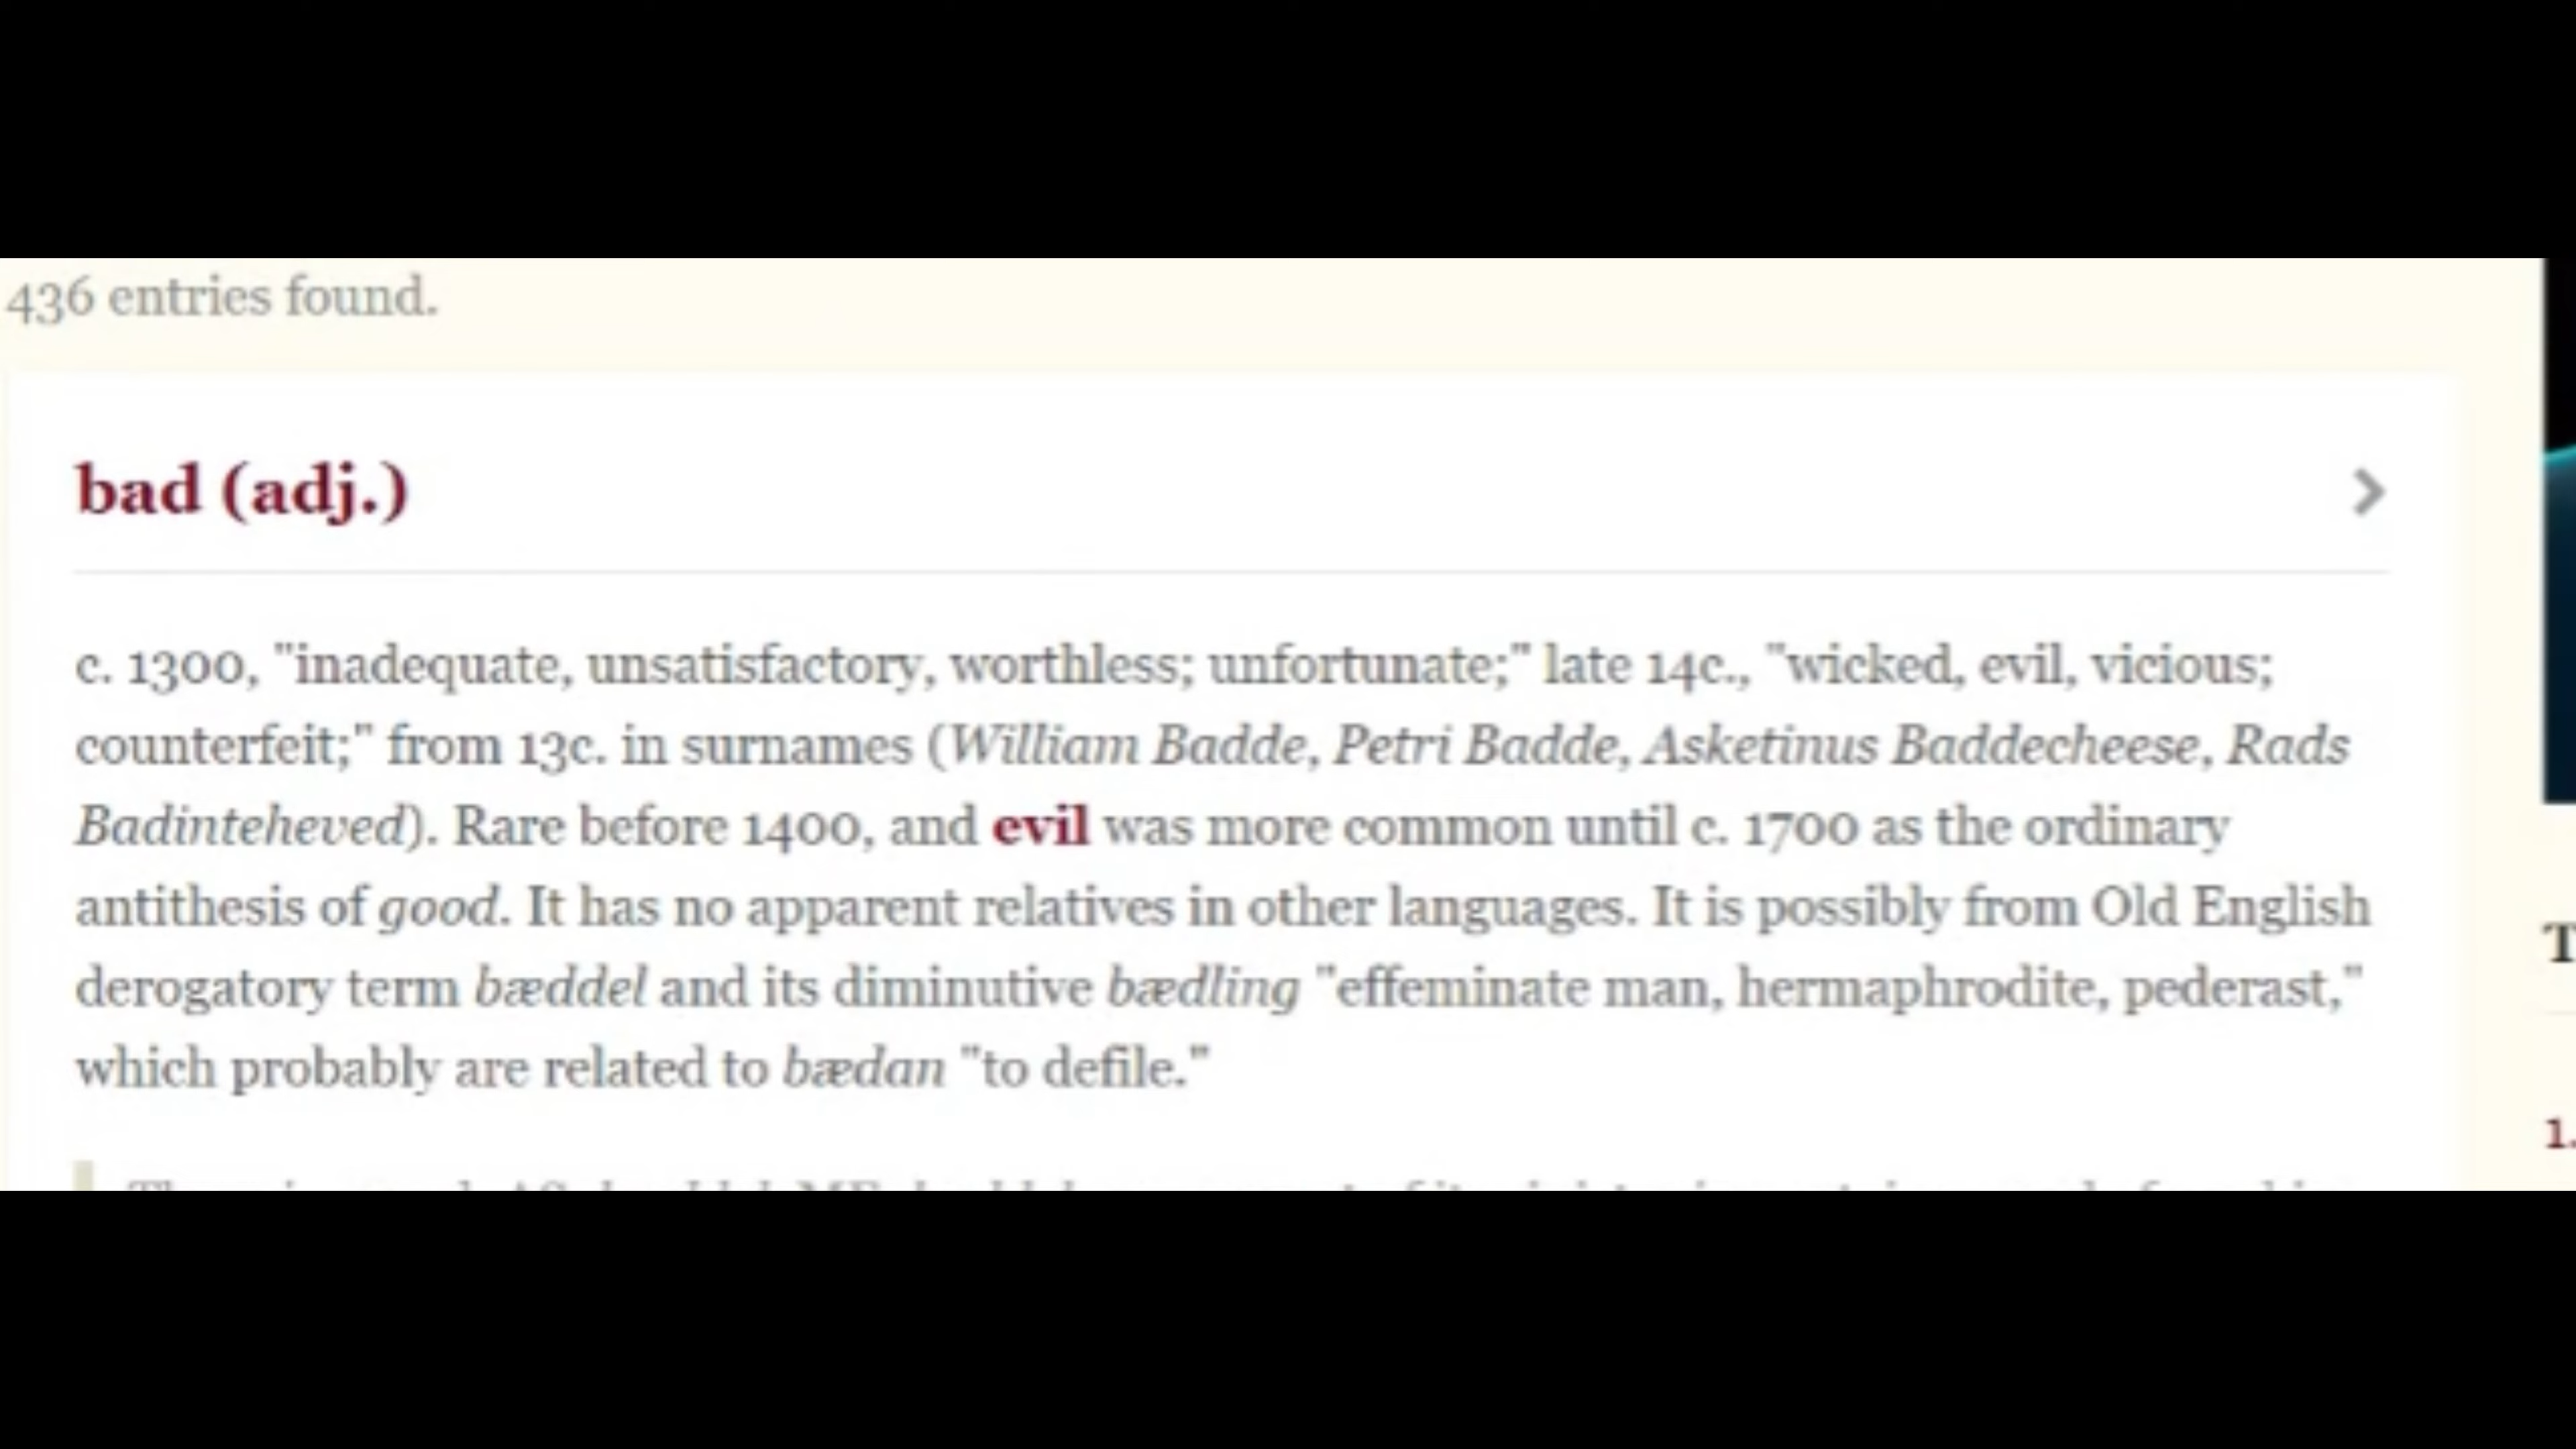 436 entries found.
bad (adj.)
c. 1300, "inadequate, unsatisfactory, worthless; unfortunate;" late 14c., "wicked, evil, vicious;
counterfeit;" from 13c. in surnames (William Badde, Petri Badde, Asketinus Baddecheese, Rads
Badinteheved). Rare before 1400, and evil was more common until c. 1700 as the ordinary
antithesis of good. It has no apparent relatives in other languages. It is possibly from Old English
derogatory term bæddel and its diminutive bædling "effeminate man, hermaphrodite, pederast,"
which probably are related to bædan "to defile."
T
1.